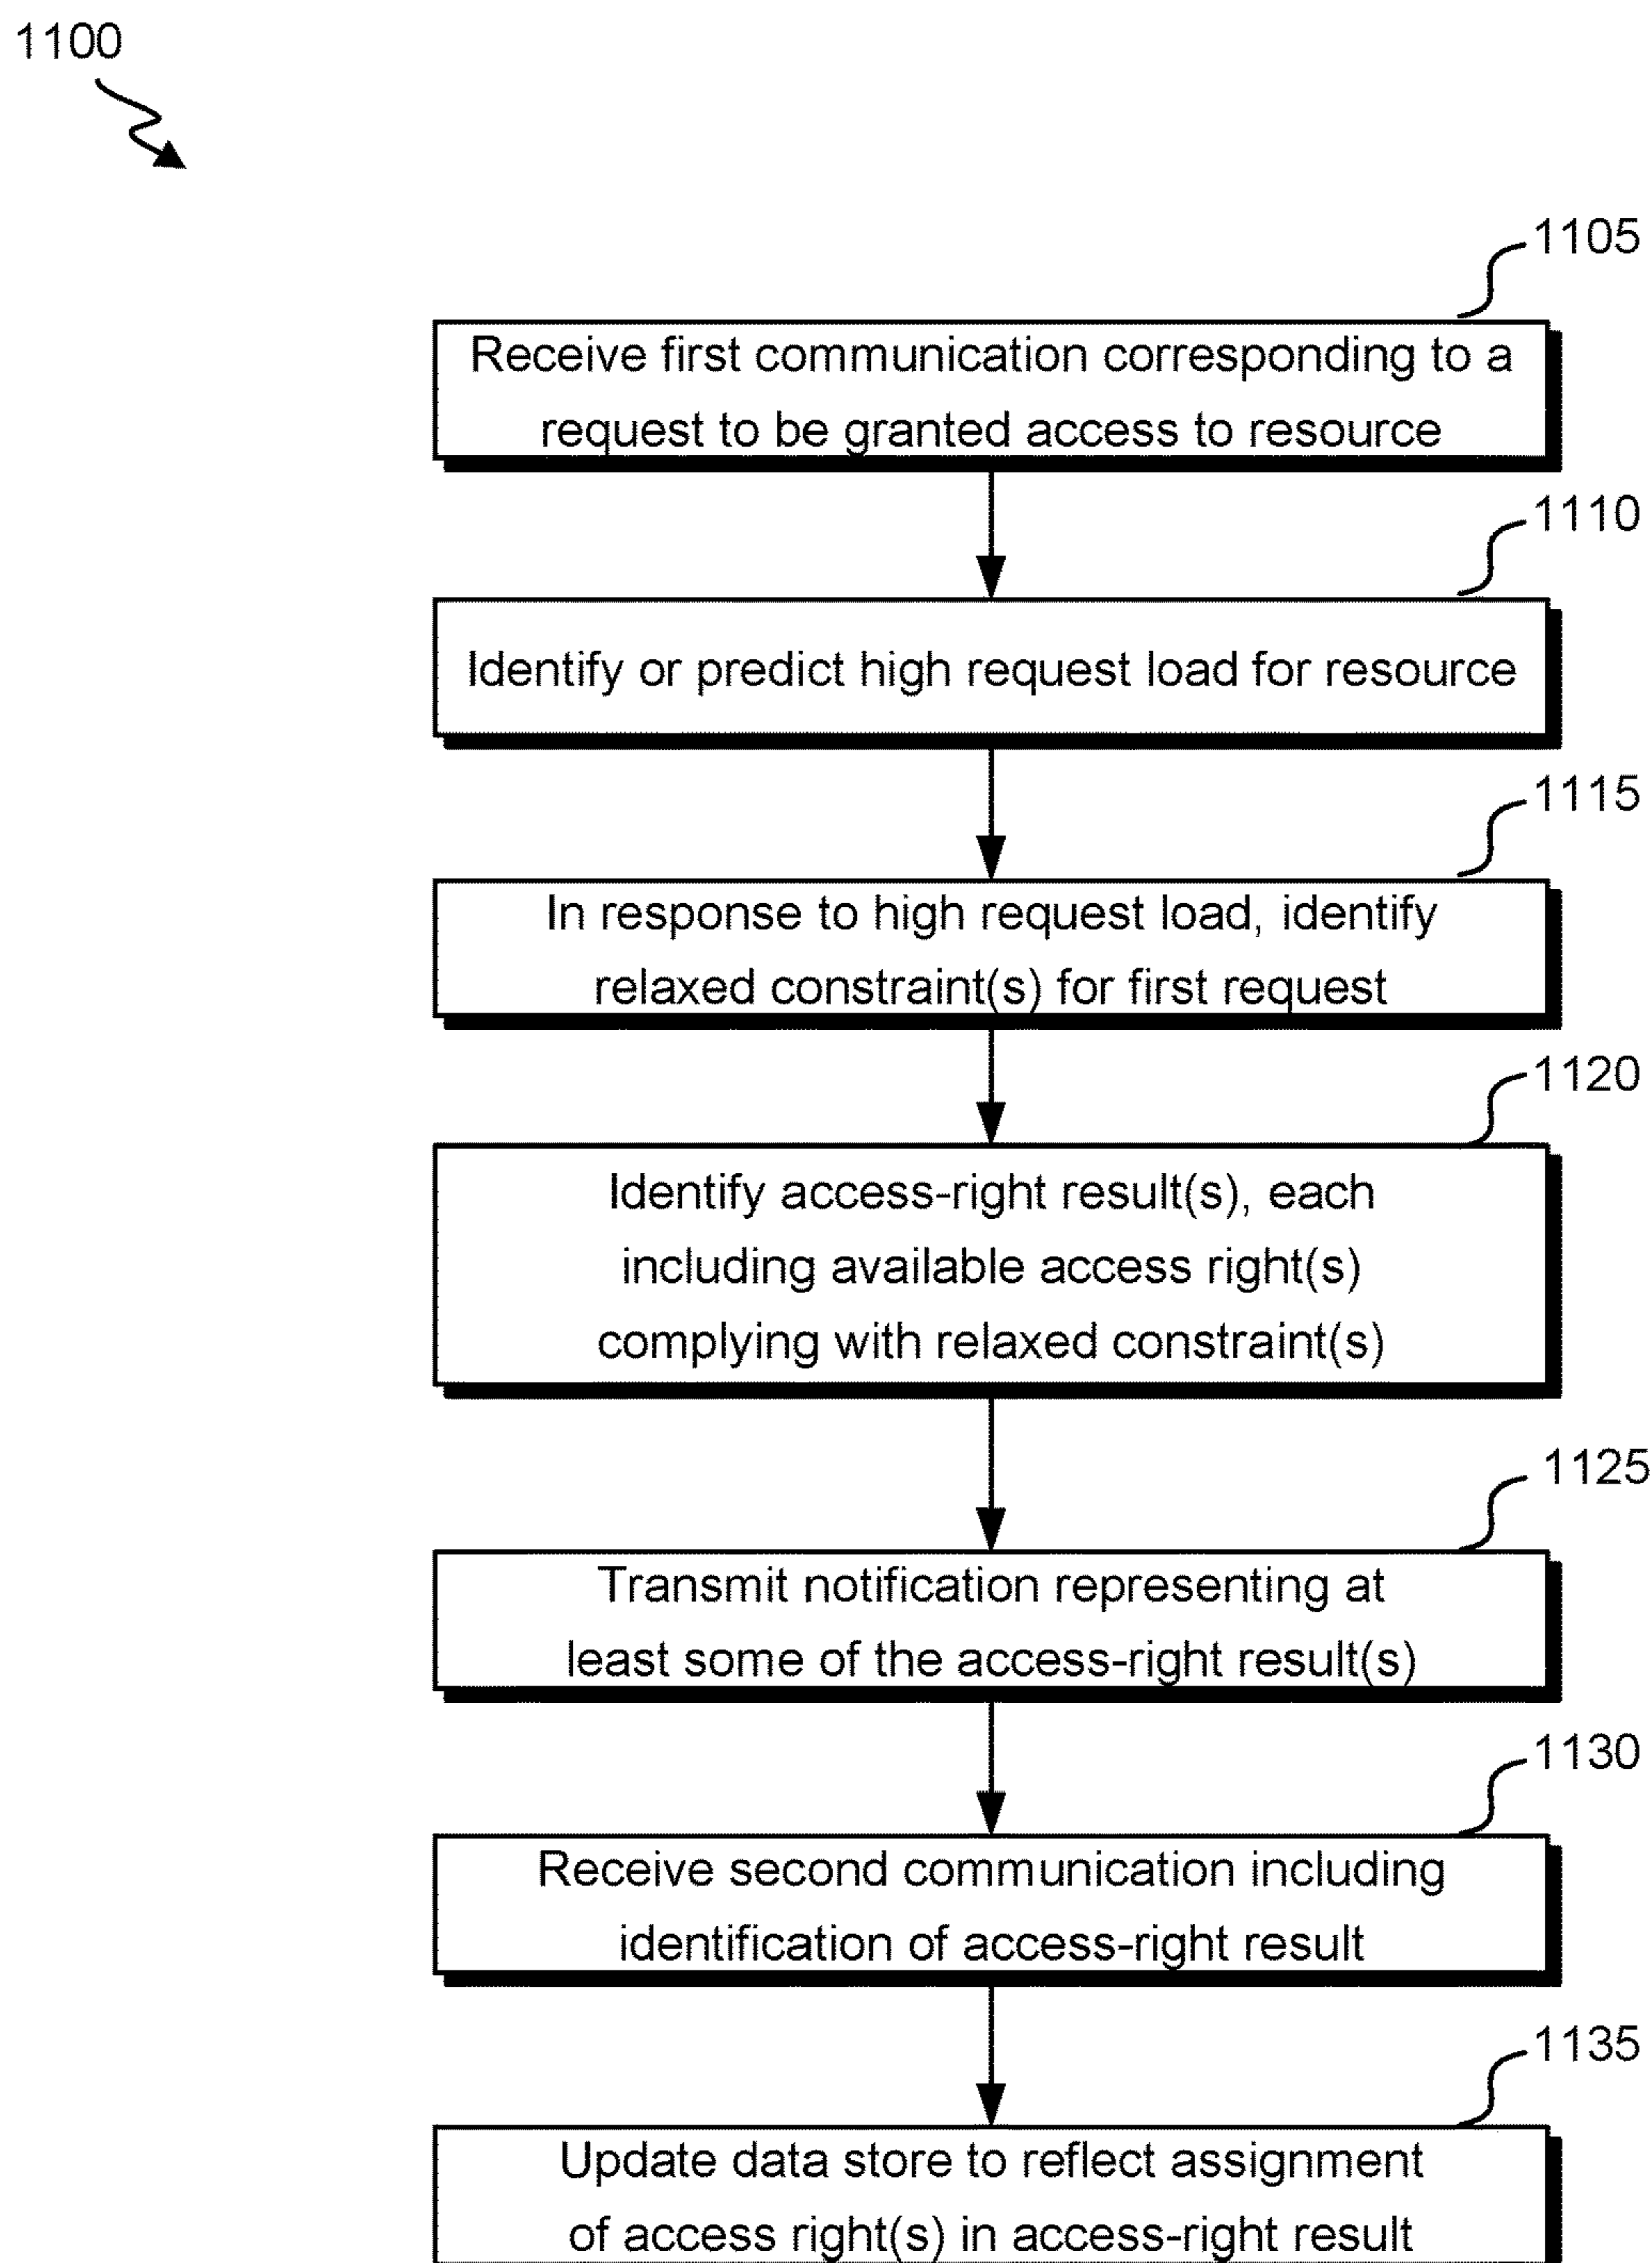 1100
1105
Receive first communication corresponding to a
request to be granted access to resource
1110
Identify or predict high request load for resource
1115
In response to high request load, identify
relaxed constraint(s) for first request
1120
Identify access-right result(s), each
including available access right(s)
complying with relaxed constraint(s)
1125
Transmit notification representing at
least some of the access-right result(s)
1130
Receive second communication including
identification of access-right result
1135
Update data store to reflect assignment
of access right(s) in access-right result